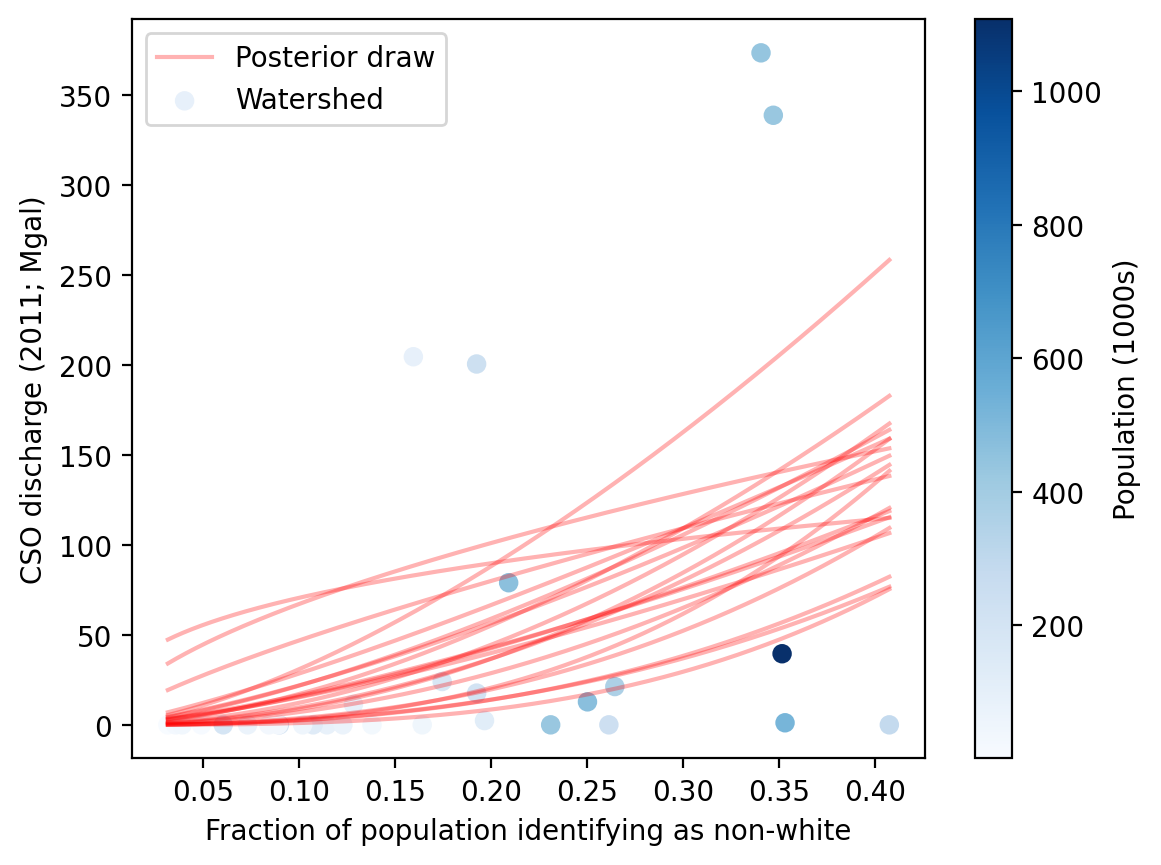 Posterior draw
Watershed
CSO discharge (2011; Mgal)
350
300
250
200
150
100
50
0
0.05 0.10 0.15 0.20 0.25 0.30 0.35 0.40
Fraction of population identifying as non-white
1000
800
600
400
200
Population (1000s)